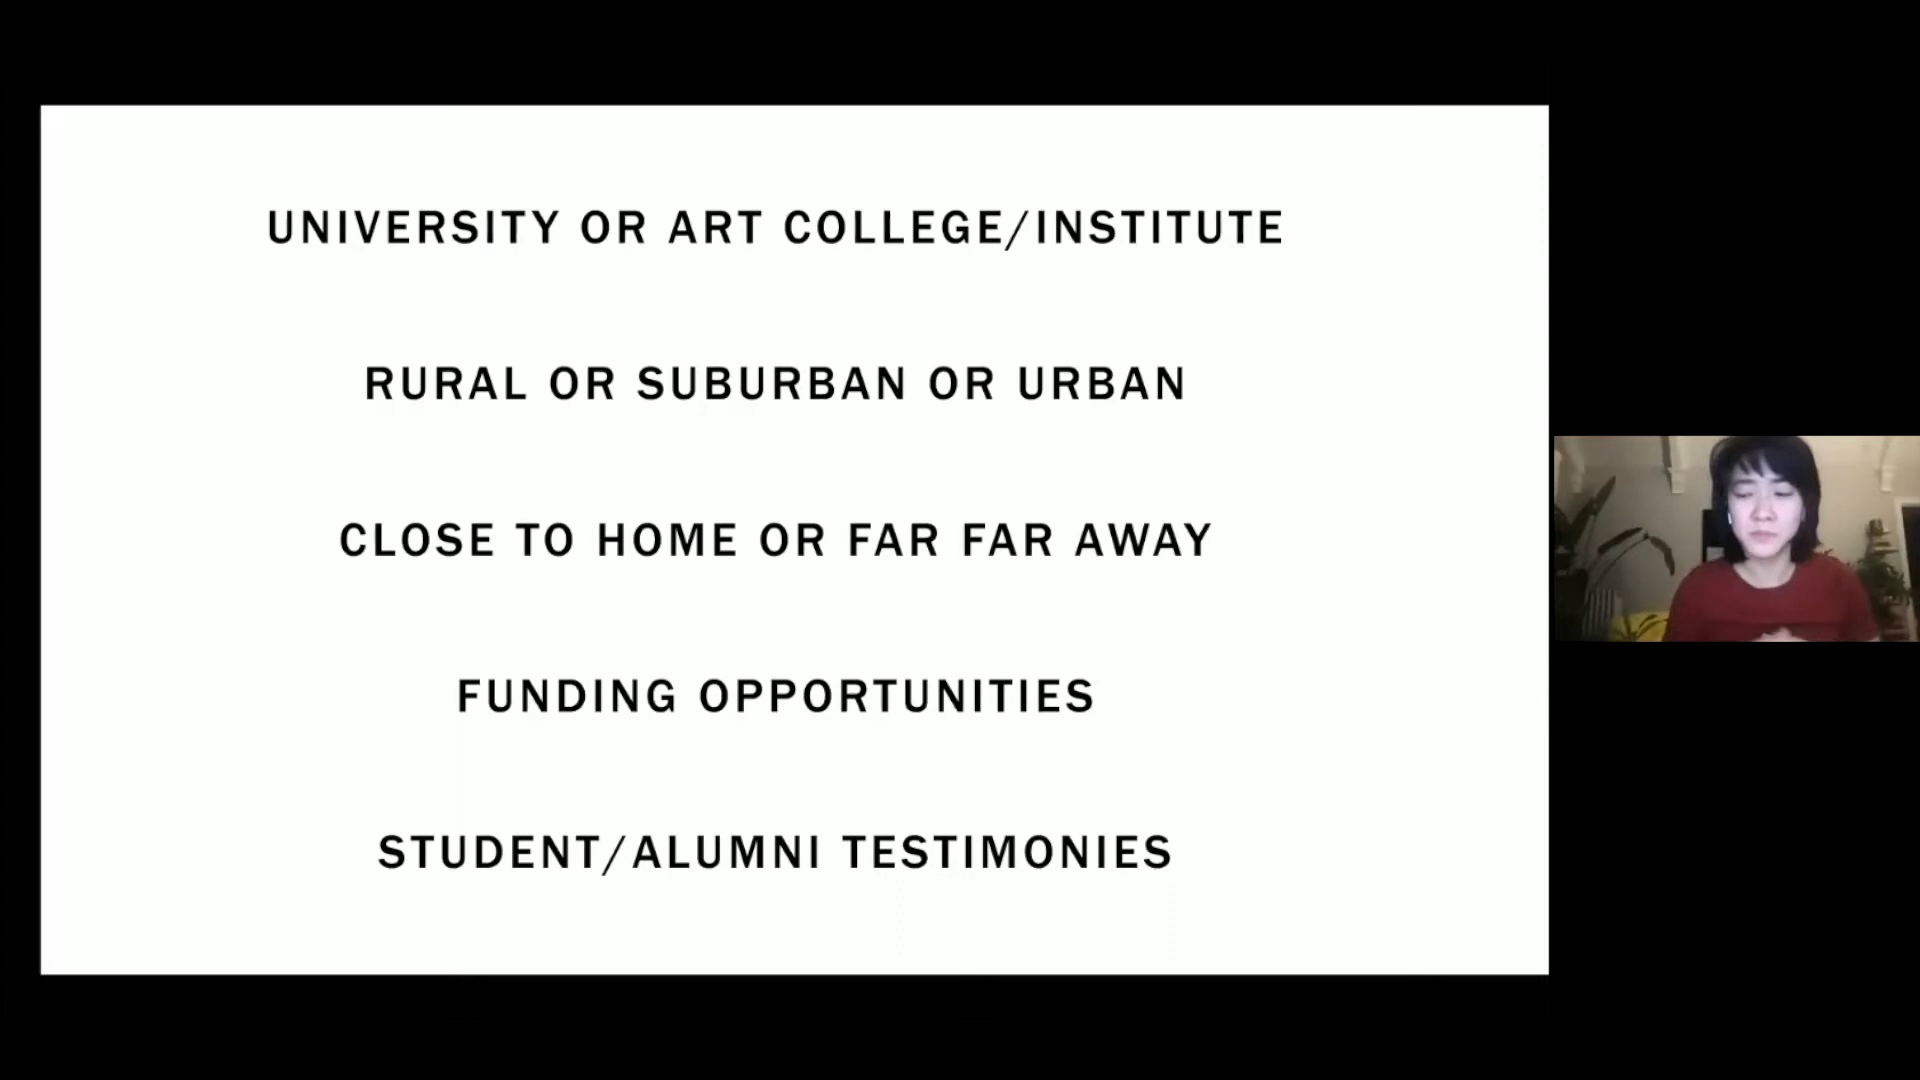 UNIVERSITY OR ART COLLEGE/INSTITUTE
RURAL OR SUBURBAN OR URBAN
CLOSE TO HOME OR FAR FAR AWAY
FUNDING OPPORTUNITIES
STUDENT/ALUMNI TESTIMONIES